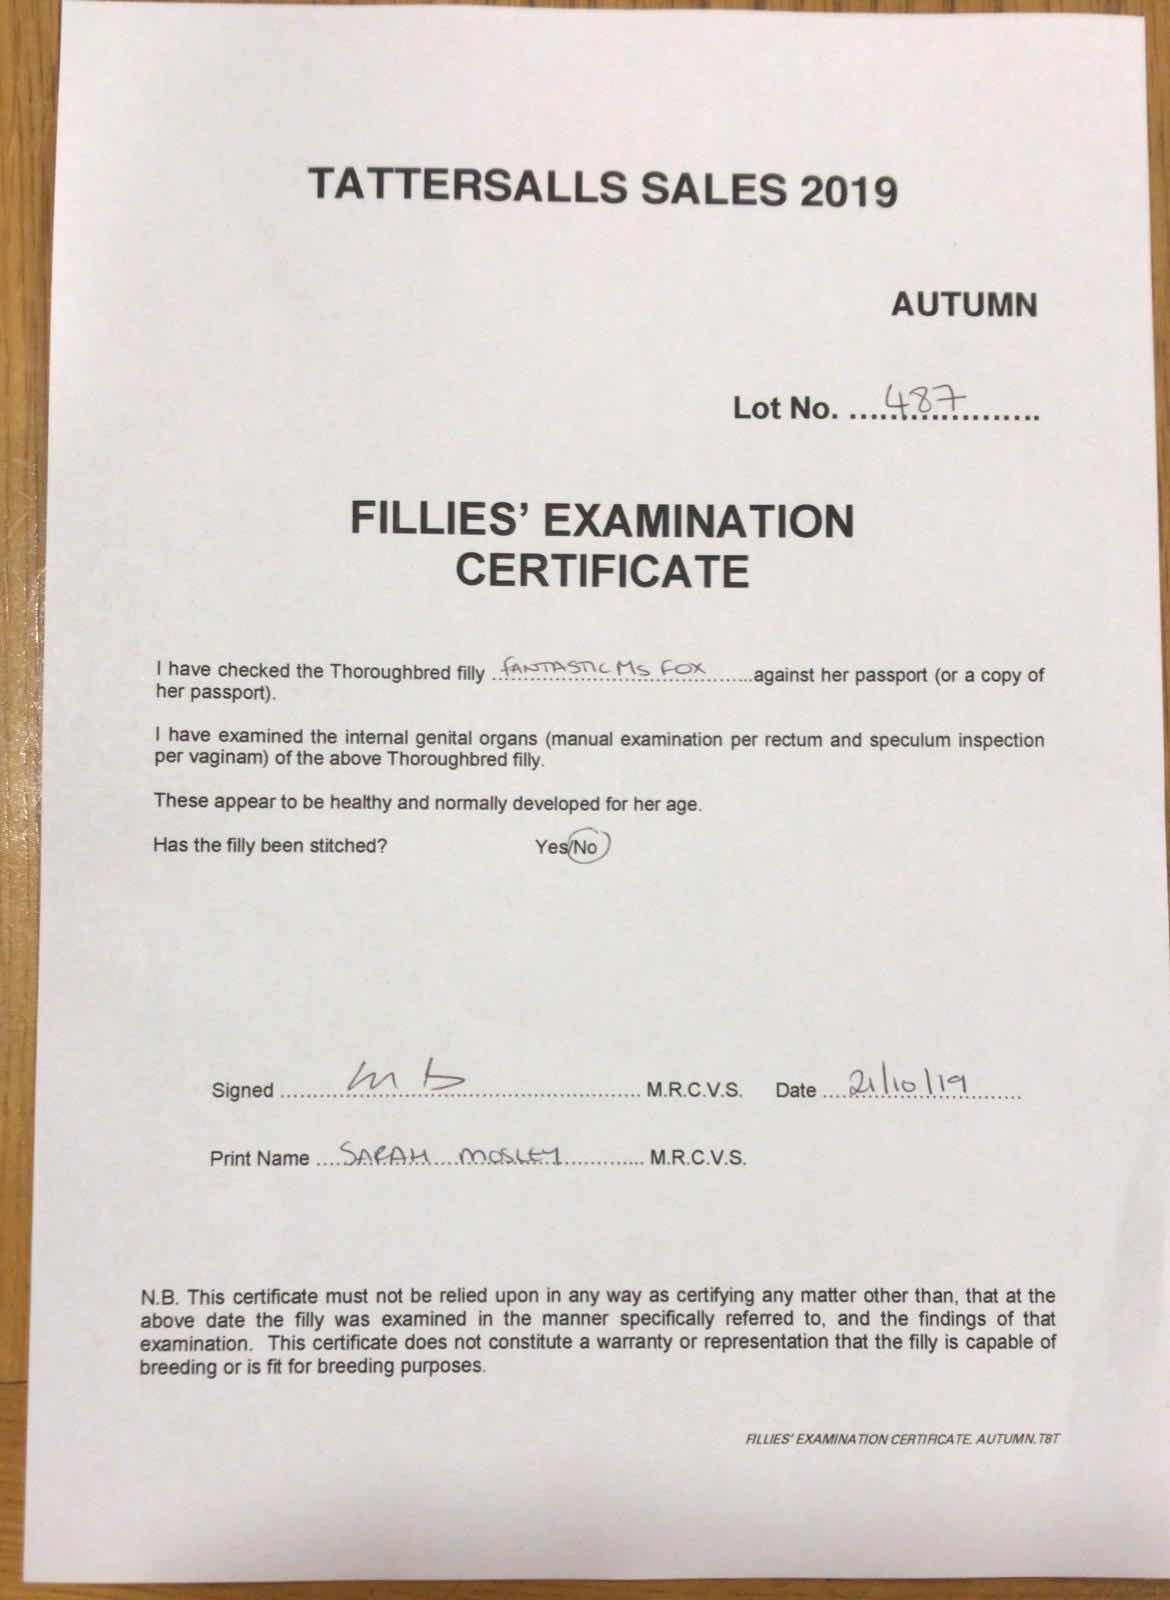 TATTERSALLS SALES 2019
AUTUMN
Lot No. .....487...................
FILLIES' EXAMINATION
CERTIFICATE
I have checked the Thoroughbred filly ..FANTASTIC MS FOX.........against her passport (or a copy of
her passport).
I have examined the internal genital organs (manual examination per rectum and speculum inspection
per vaginam) of the above Thoroughbred filly.
These appear to be healthy and normally developed for her age.
Has the filly been stitched? Yes/No
Signed ............................................................... M.R.C.V.S. Date ....21/10/19..........
Print Name ....SARAH MOSLEY.............. M.R.C.V.S.
N.B. This certificate must not be relied upon in any way as certifying any matter other than, that at the
above date the filly was examined in the manner specifically referred to, and the findings of that
examination. This certificate does not constitute a warranty or representation that the filly is capable of
breeding or is fit for breeding purposes.
FILLIES' EXAMINATION CERTIFICATE. AUTUMN. T8T